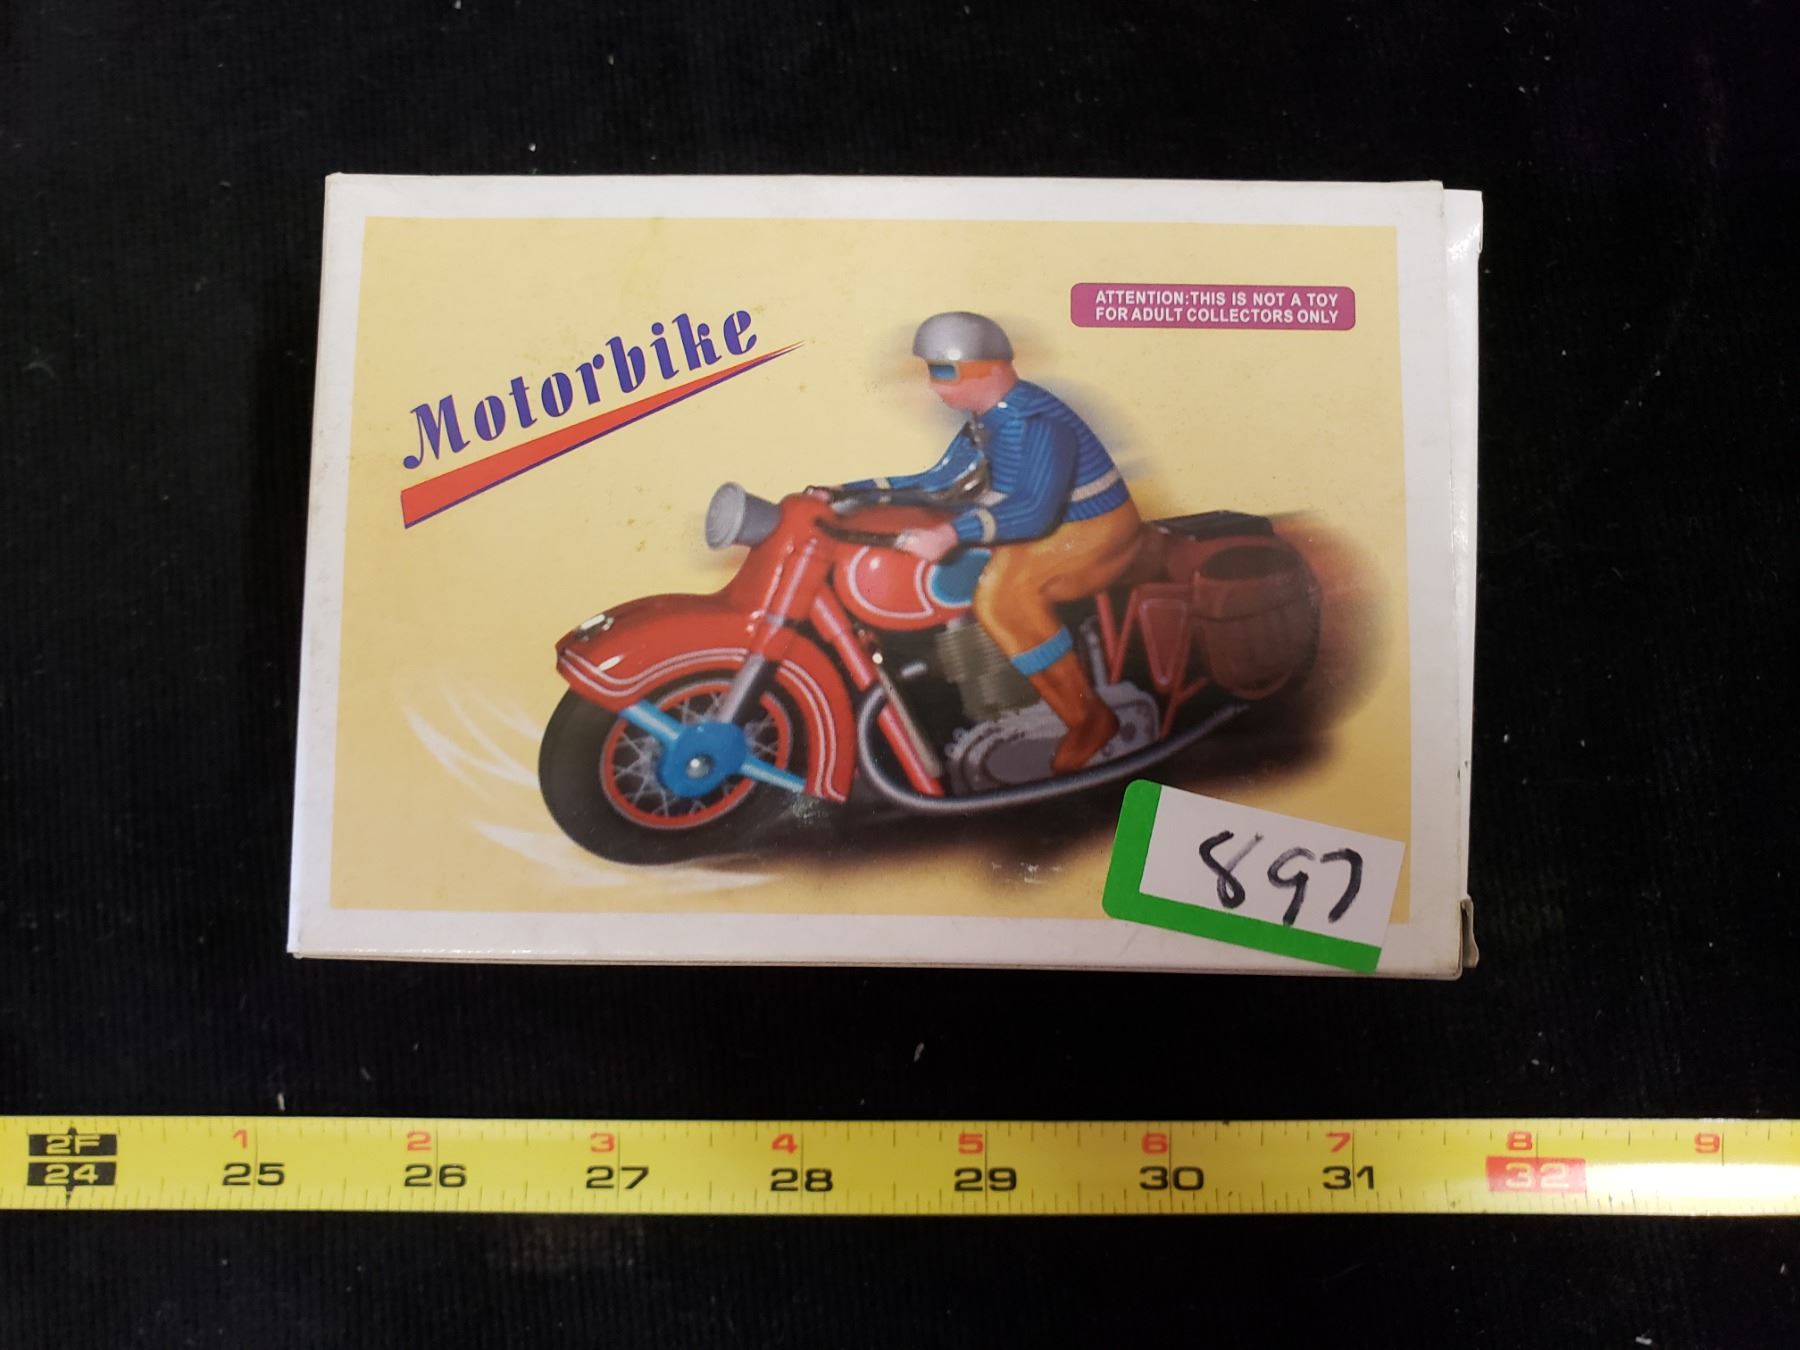 ATTENTION:THIS IS NOT A TOY
FOR ADULT COLLECTORS ONLY
Motorbike
897
2F 1 2 3 4 5 6 7 8 9
24 25 26 27 28 29 30 31 32